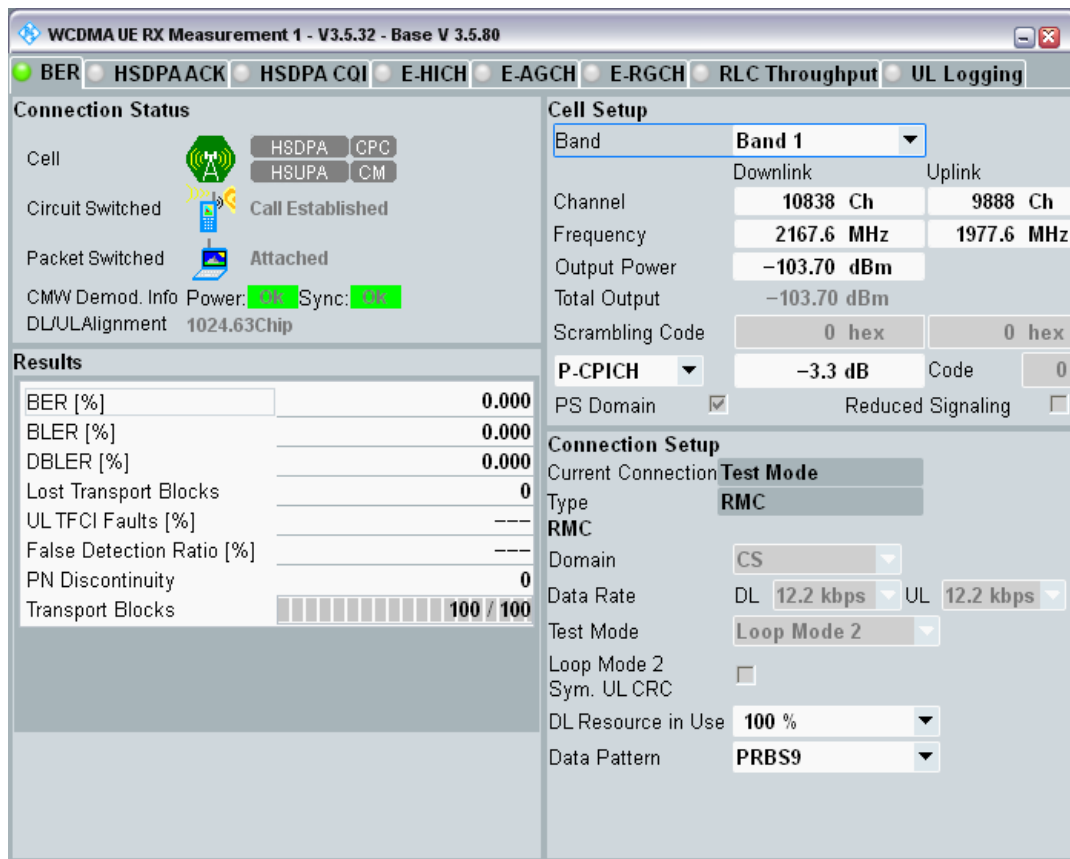 WCDMA UE RX Measurement 1 - V3.5.32 - Base V 3.5.80
BER HSDPA ACK HSDPA CQI E-HICH E-AGCH E-RGCH RLC Throughput UL Logging
Connection Status
Cell HSDPA CPC
HSUPA CM
Circuit Switched Call Established
Packet Switched Attached
CMW Demod. Info Power: Ok Sync: Ok
DL/ULAlignment 1024.63Chip
Results
BER [%] 0.000
BLER [%] 0.000
DBLER [%] 0.000
Lost Transport Blocks 0
UL TFCI Faults [%] ---
False Detection Ratio [%] ---
PN Discontinuity 0
Transport Blocks 100 / 100
Cell Setup
Band Band 1
Downlink Uplink
Channel 10838 Ch 9888 Ch
Frequency 2167.6 MHz 1977.6 MHz
Output Power −103.70 dBm
Total Output −103.70 dBm
Scrambling Code 0 hex 0 hex
P-CPICH −3.3 dB Code 0
PS Domain Reduced Signaling
Connection Setup
Current Connection Test Mode
Type RMC
RMC
Domain CS
Data Rate DL 12.2 kbps UL 12.2 kbps
Test Mode Loop Mode 2
Loop Mode 2
Sym. UL CRC
DL Resource in Use 100 %
Data Pattern PRBS9